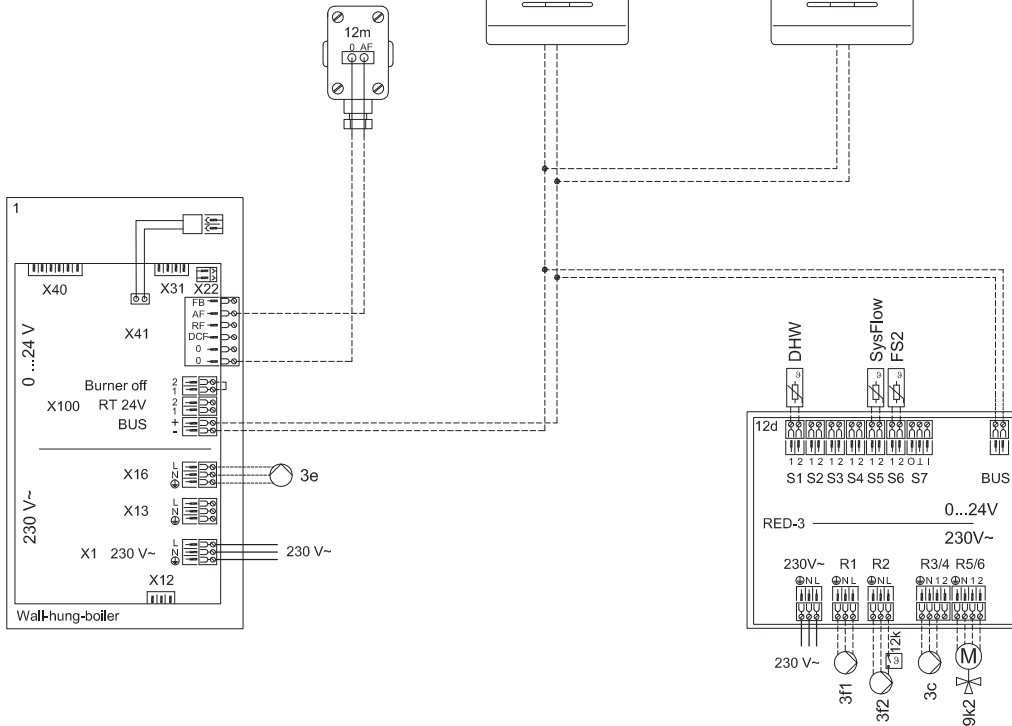 12m
0 AF
1
X40
X31 X22
X41
FB
AF
RF
DCF
0
0
0 ...24 V
Burner off 2
1
X100 RT 24V 2
1
BUS +
-
X16 L
N
3e
X13 L
N
230 V~
X1 230 V~ L
N
230 V~
X12
Wall-hung-boiler
DHW
SysFlow
FS2
12d
1 2 1 2 1 2 1 2 1 2 1 2 O ⊥ I
S1 S2 S3 S4 S5 S6 S7 BUS
0...24V
RED-3
230V~
230V~ R1 R2 R3/4 R5/6
⏚ N L ⏚ N L ⏚ N L ⏚ N 1 2 ⏚ N 1 2
230 V~
3f1
3f2
12k
3c
M
9k2